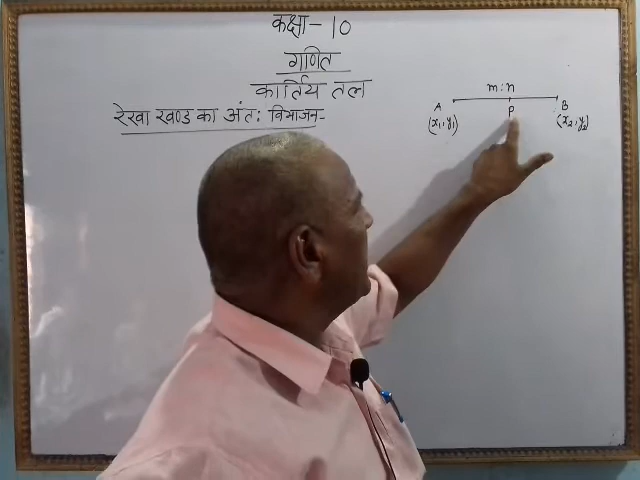 कक्षा - 10
गणित
कार्तिय तल
रेखा खण्ड का अंत: विभाजन-
m:n
A B
P
(x₁, y₁) (x₂, y₂)